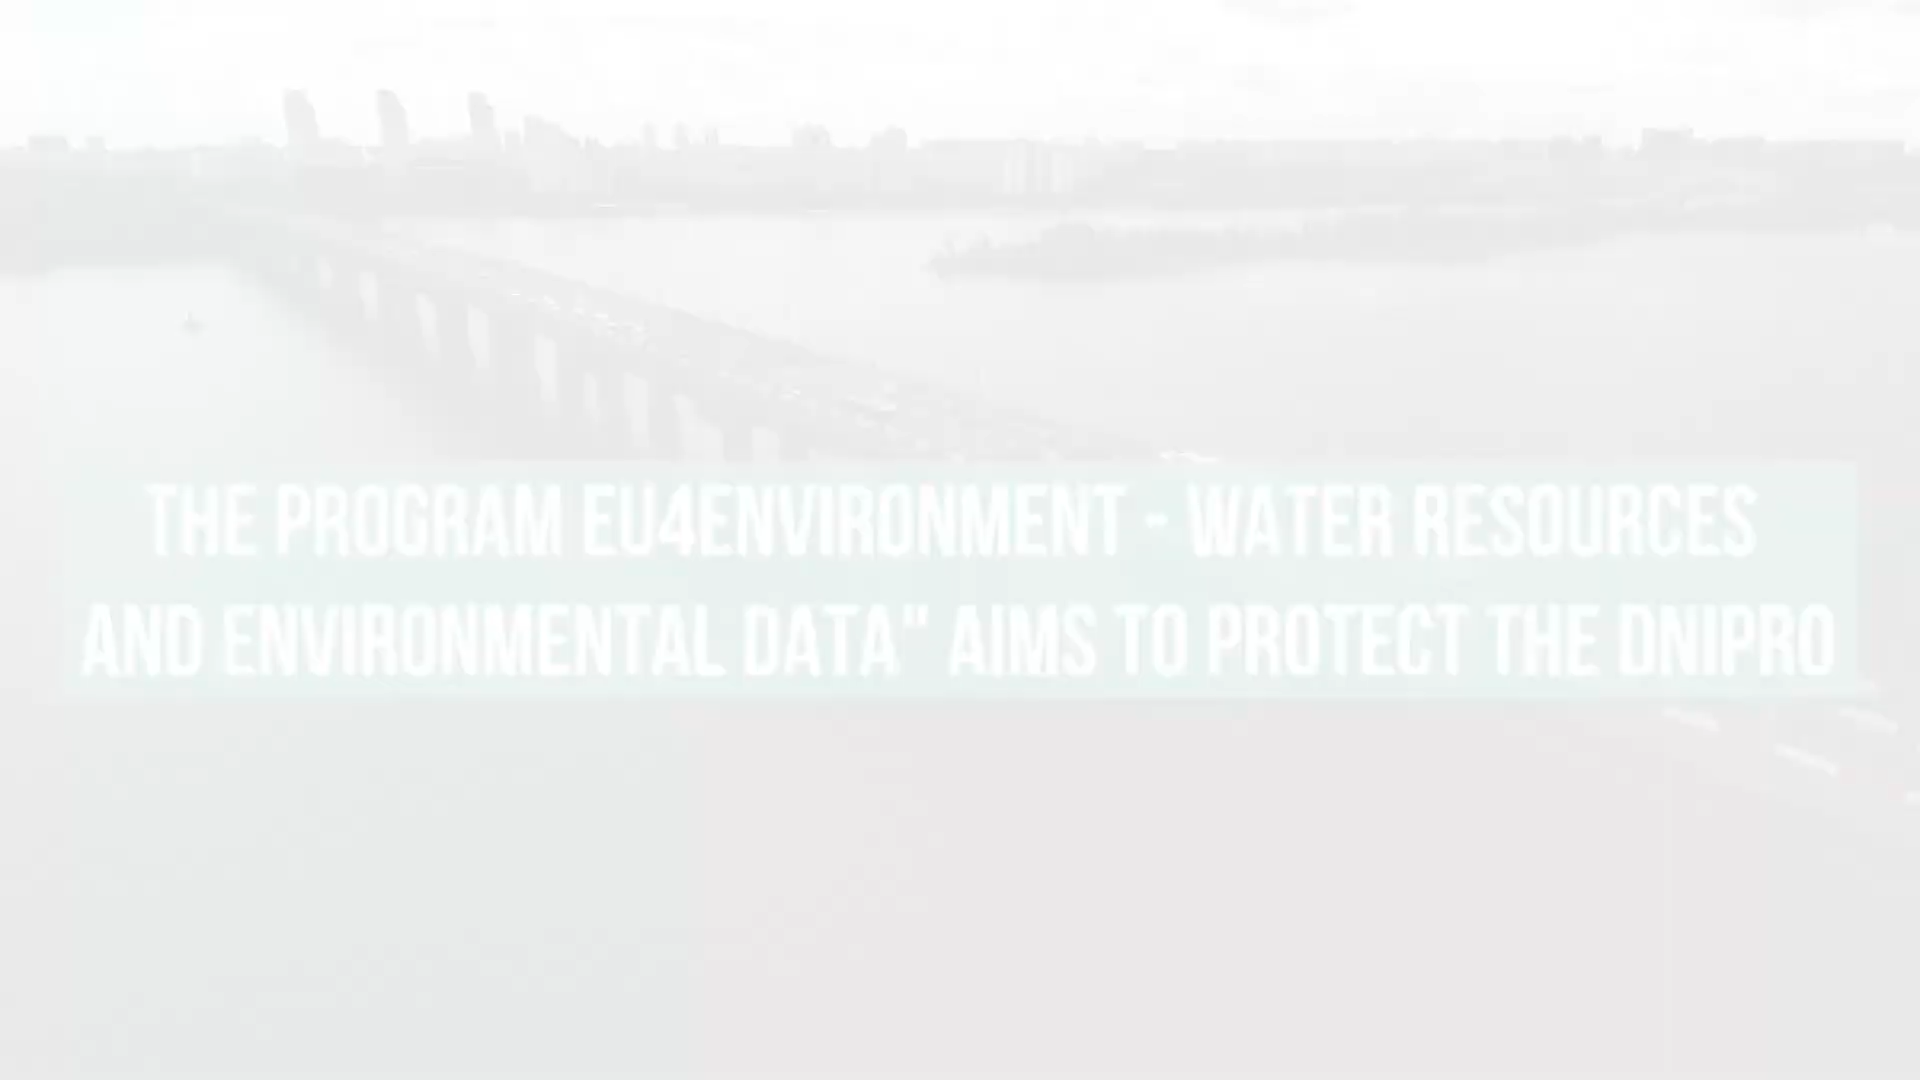 THE PROGRAM EU4ENVIRONMENT - WATER RESOURCES
AND ENVIRONMENTAL DATA" AIMS TO PROTECT THE DNIPRO